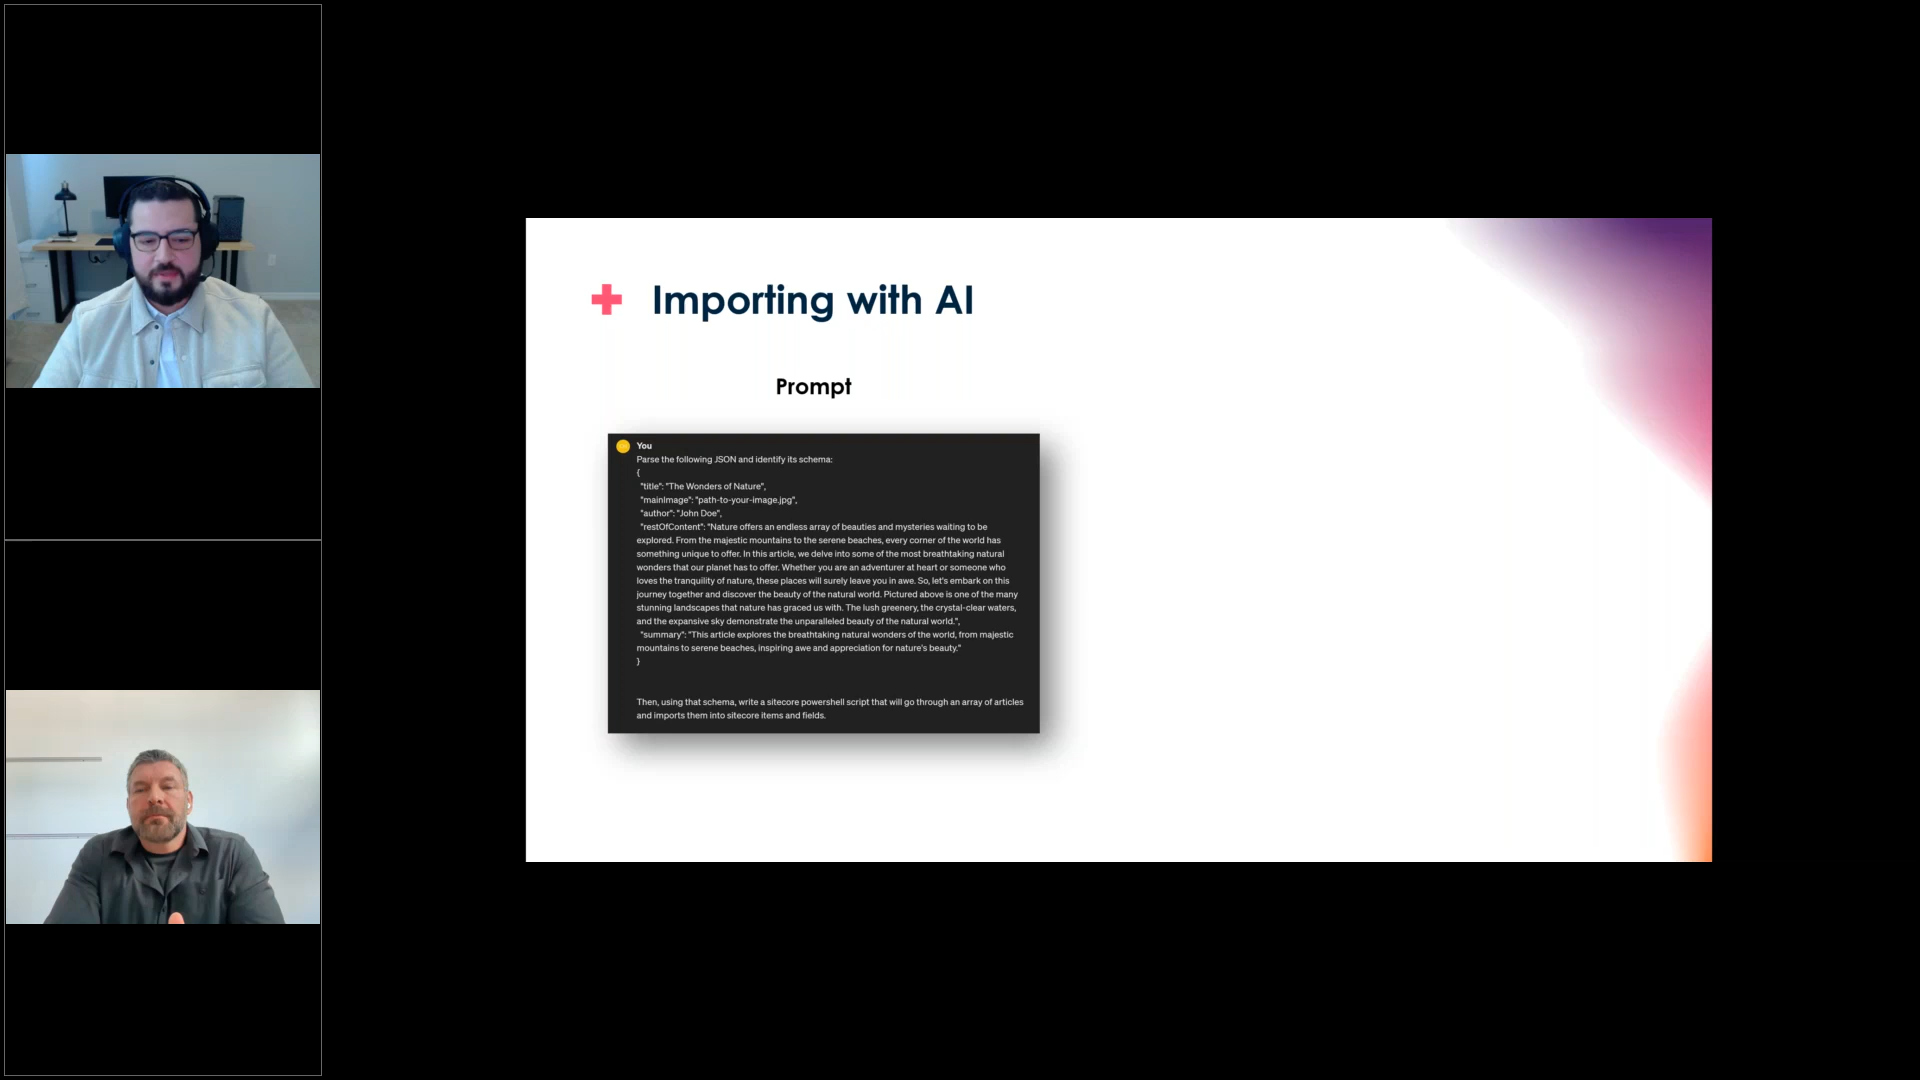 Importing with AI
Prompt
You
Parse the following JSON and identify its schema:
{
"title": "The Wonders of Nature",
"mainImage": "path-to-your-image.jpg",
"author": "John Doe",
"restOfContent": "Nature offers an endless array of beauties and mysteries waiting to be
explored. From the majestic mountains to the serene beaches, every corner of the world has
something unique to offer. In this article, we delve into some of the most breathtaking natural
wonders that our planet has to offer. Whether you are an adventurer at heart or someone who
loves the tranquility of nature, these places will surely leave you in awe. So, let's embark on this
journey together and discover the beauty of the natural world. Pictured above is one of the many
stunning landscapes that nature has graced us with. The lush greenery, the crystal-clear waters,
and the expansive sky demonstrate the unparalleled beauty of the natural world.",
"summary": "This article explores the breathtaking natural wonders of the world, from majestic
mountains to serene beaches, inspiring awe and appreciation for nature's beauty."
}
Then, using that schema, write a sitecore powershell script that will go through an array of articles
and imports them into sitecore items and fields.